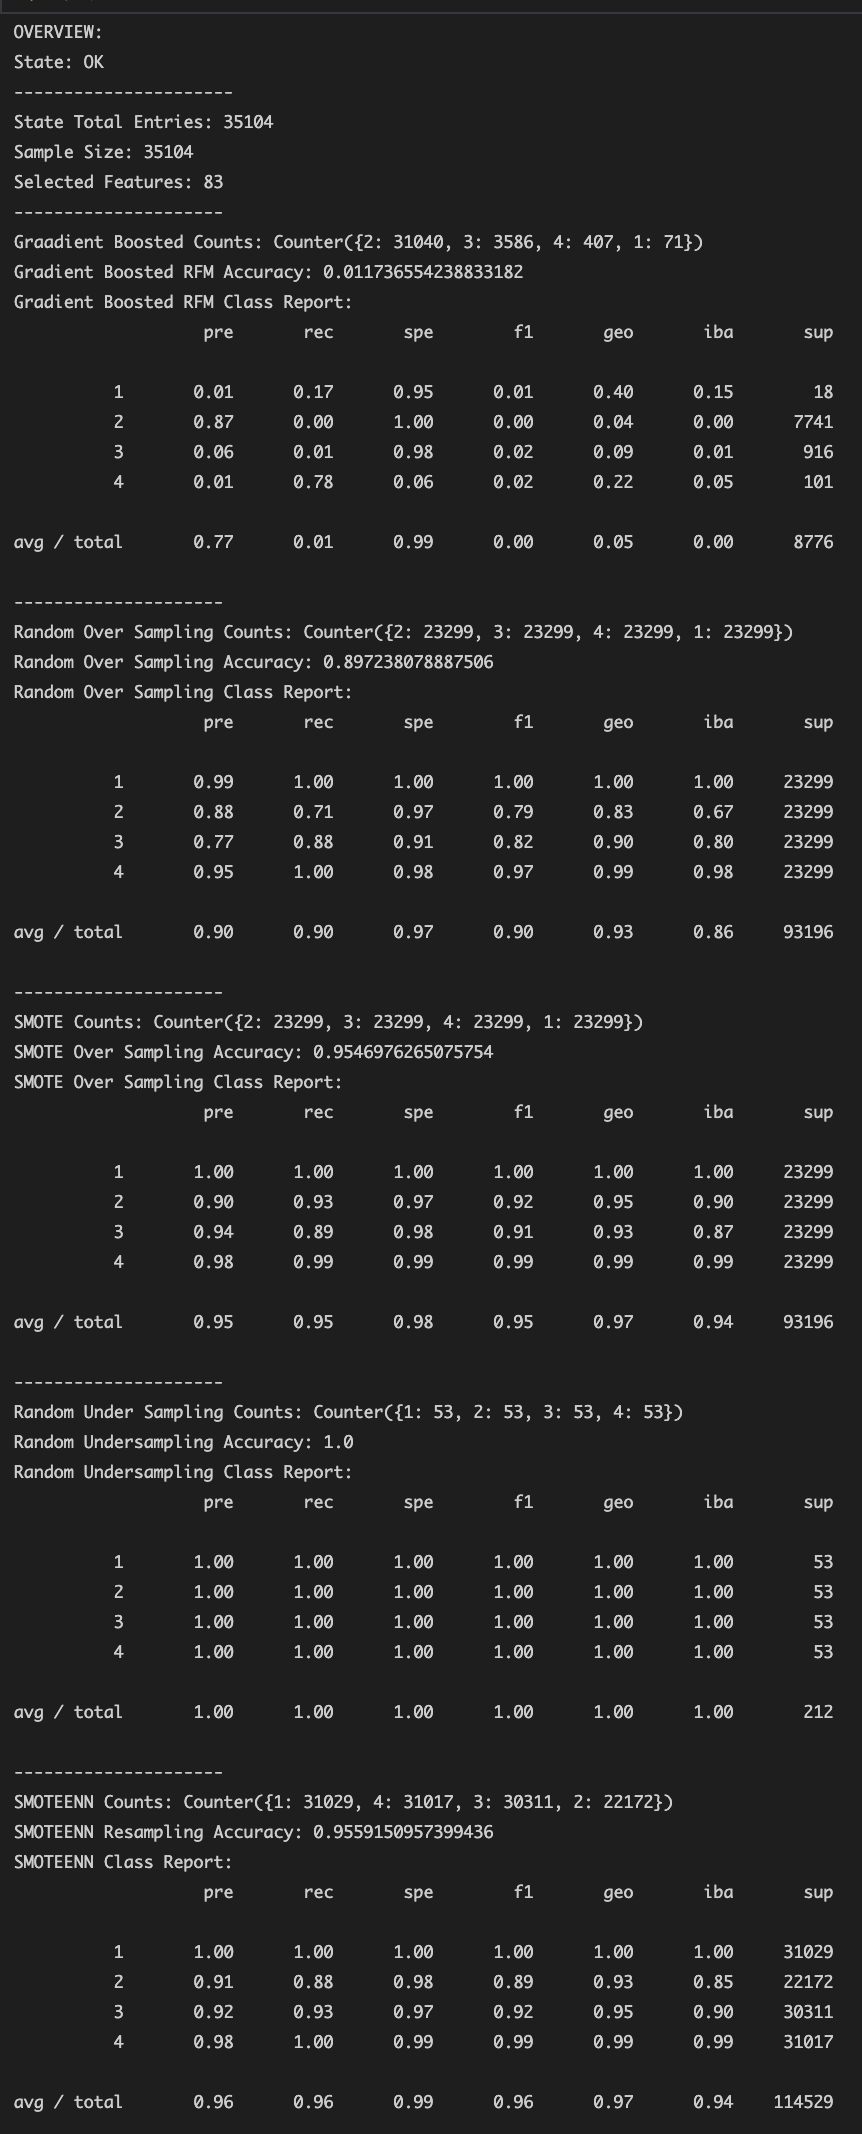 OVERVIEW:
State: OK
----------------------
State Total Entries: 35104
Sample Size: 35104
Selected Features: 83
---------------------
Graadient Boosted Counts: Counter({2: 31040, 3: 3586, 4: 407, 1: 71})
Gradient Boosted RFM Accuracy: 0.011736554238833182
Gradient Boosted RFM Class Report:
pre rec spe f1 geo iba sup
1 0.01 0.17 0.95 0.01 0.40 0.15 18
2 0.87 0.00 1.00 0.00 0.04 0.00 7741
3 0.06 0.01 0.98 0.02 0.09 0.01 916
4 0.01 0.78 0.06 0.02 0.22 0.05 101
avg / total 0.77 0.01 0.99 0.00 0.05 0.00 8776
---------------------
Random Over Sampling Counts: Counter({2: 23299, 3: 23299, 4: 23299, 1: 23299})
Random Over Sampling Accuracy: 0.897238078887506
Random Over Sampling Class Report:
pre rec spe f1 geo iba sup
1 0.99 1.00 1.00 1.00 1.00 1.00 23299
2 0.88 0.71 0.97 0.79 0.83 0.67 23299
3 0.77 0.88 0.91 0.82 0.90 0.80 23299
4 0.95 1.00 0.98 0.97 0.99 0.98 23299
avg / total 0.90 0.90 0.97 0.90 0.93 0.86 93196
---------------------
SMOTE Counts: Counter({2: 23299, 3: 23299, 4: 23299, 1: 23299})
SMOTE Over Sampling Accuracy: 0.9546976265075754
SMOTE Over Sampling Class Report:
pre rec spe f1 geo iba sup
1 1.00 1.00 1.00 1.00 1.00 1.00 23299
2 0.90 0.93 0.97 0.92 0.95 0.90 23299
3 0.94 0.89 0.98 0.91 0.93 0.87 23299
4 0.98 0.99 0.99 0.99 0.99 0.99 23299
avg / total 0.95 0.95 0.98 0.95 0.97 0.94 93196
---------------------
Random Under Sampling Counts: Counter({1: 53, 2: 53, 3: 53, 4: 53})
Random Undersampling Accuracy: 1.0
Random Undersampling Class Report:
pre rec spe f1 geo iba sup
1 1.00 1.00 1.00 1.00 1.00 1.00 53
2 1.00 1.00 1.00 1.00 1.00 1.00 53
3 1.00 1.00 1.00 1.00 1.00 1.00 53
4 1.00 1.00 1.00 1.00 1.00 1.00 53
avg / total 1.00 1.00 1.00 1.00 1.00 1.00 212
---------------------
SMOTEENN Counts: Counter({1: 31029, 4: 31017, 3: 30311, 2: 22172})
SMOTEENN Resampling Accuracy: 0.9559150957399436
SMOTEENN Class Report:
pre rec spe f1 geo iba sup
1 1.00 1.00 1.00 1.00 1.00 1.00 31029
2 0.91 0.88 0.98 0.89 0.93 0.85 22172
3 0.92 0.93 0.97 0.92 0.95 0.90 30311
4 0.98 1.00 0.99 0.99 0.99 0.99 31017
avg / total 0.96 0.96 0.99 0.96 0.97 0.94 114529